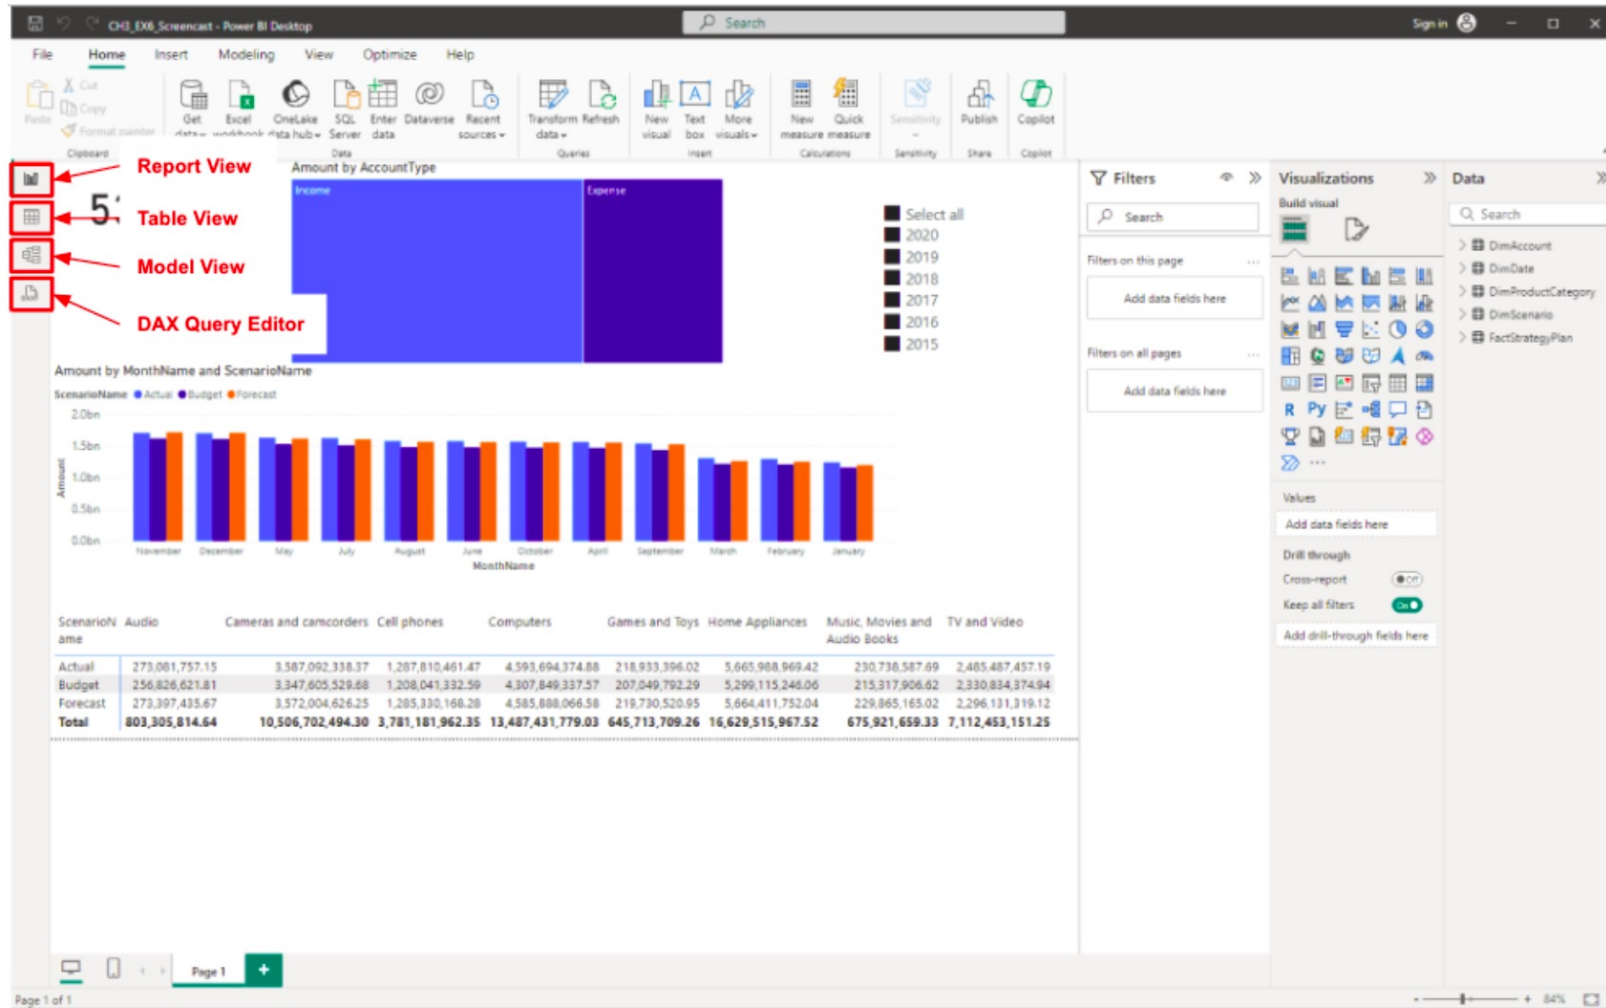 CH3_EX6_Screencast - Power BI Desktop
Search
Sign in
File Home Insert Modeling View Optimize Help
Paste
Cut
Copy
Format painter
Clipboard
Get data
Excel workbook
OneLake data hub
SQL Server
Enter data
Dataverse
Recent sources
Data
Transform data
Refresh
Queries
New visual
Text box
More visuals
Insert
New measure
Quick measure
Calculations
Sensitivity
Sensitivity
Publish
Share
Copilot
Copilot
Report View
Table View
Model View
DAX Query Editor
Amount by AccountType
Income
Expense
Select all
2020
2019
2018
2017
2016
2015
Amount by MonthName and ScenarioName
ScenarioName Actual Budget Forecast
2.0bn
1.5bn
1.0bn
0.5bn
0.0bn
Amount
November December May July August June October April September March February January
MonthName
ScenarioN
ame
Audio
Cameras and camcorders
Cell phones
Computers
Games and Toys
Home Appliances
Music, Movies and
Audio Books
TV and Video
Actual 273,081,757.15 3,587,092,338.37 1,287,810,461.47 4,593,694,374.88 218,933,396.02 5,665,988,969.42 230,738,587.69 2,485,487,457.19
Budget 256,826,621.81 3,347,605,529.68 1,208,041,332.59 4,307,849,337.57 207,049,792.29 5,299,115,246.06 215,317,906.62 2,330,834,374.94
Forecast 273,397,435.67 3,572,004,626.25 1,285,330,168.28 4,585,888,066.58 219,730,520.95 5,664,411,752.04 229,865,165.02 2,296,131,319.12
Total 803,305,814.64 10,506,702,494.30 3,781,181,962.35 13,487,431,779.03 645,713,709.26 16,629,515,967.52 675,921,659.33 7,112,453,151.25
Filters
Search
Filters on this page
Add data fields here
Filters on all pages
Add data fields here
Visualizations
Build visual
R Py
Values
Add data fields here
Drill through
Cross-report Off
Keep all filters On
Add drill-through fields here
Data
Search
DimAccount
DimDate
DimProductCategory
DimScenario
FactStrategyPlan
Page 1
Page 1 of 1
84%